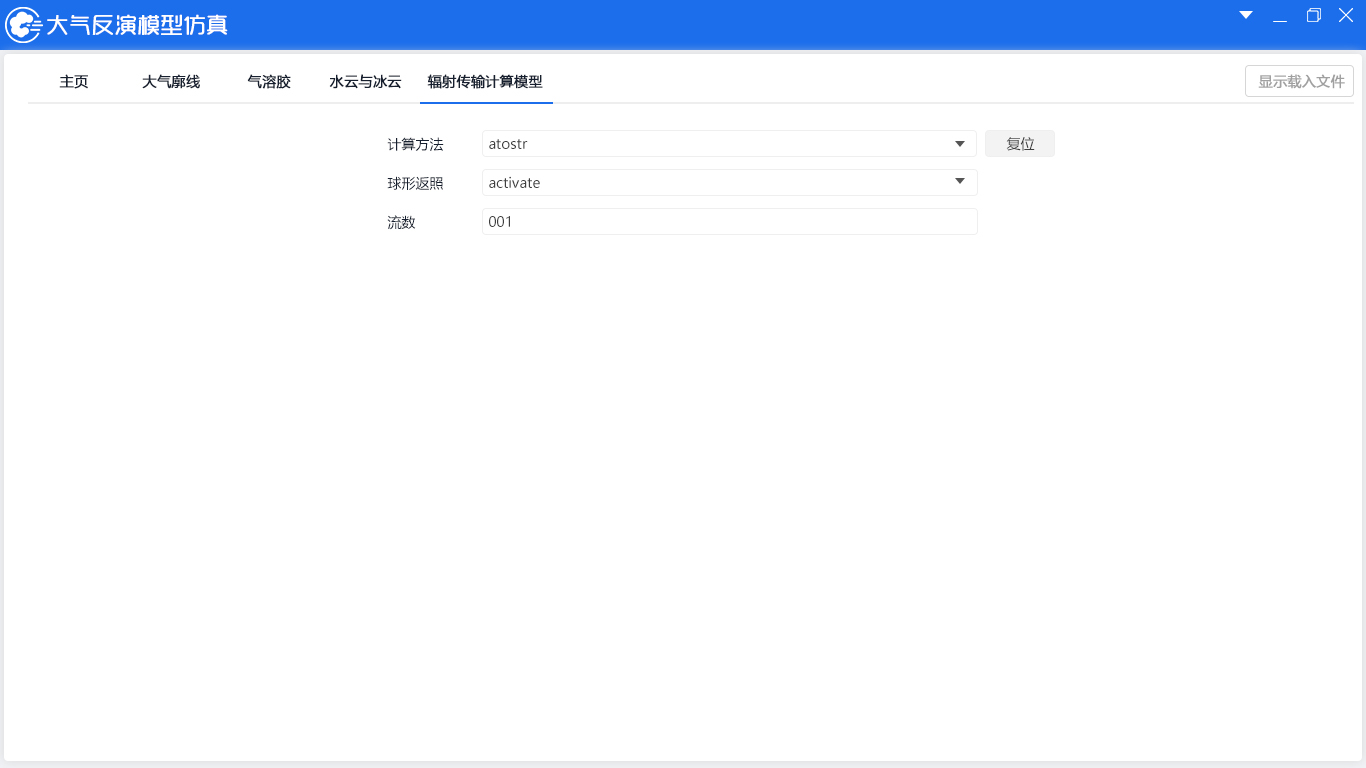 大气反演模型仿真
主页 大气廓线 气溶胶 水云与冰云 辐射传输计算模型 显示载入文件
计算方法 atostr 复位
球形返照 activate
流数 001